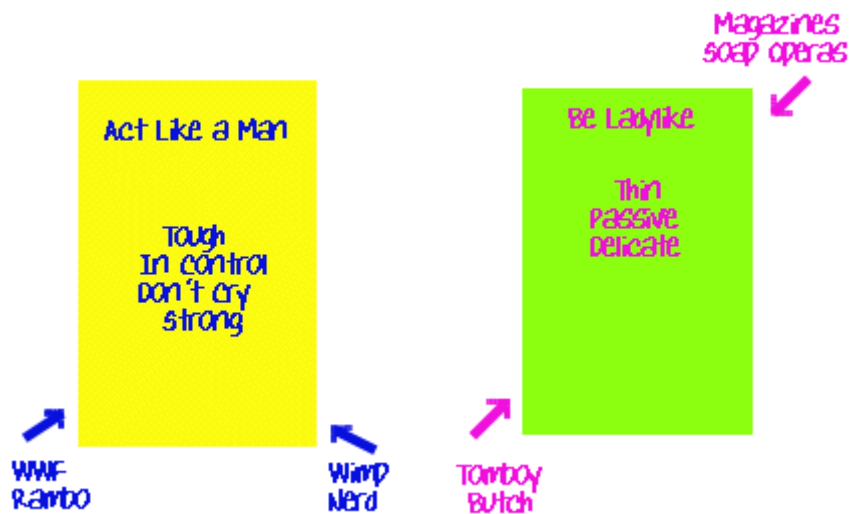 Magazines
soap operas
Act Like a Man
Tough
In control
Don't cry
strong
WWF
Rambo
Wimp
Nerd
Be Ladylike
Thin
Passive
Delicate
Tomboy
Butch